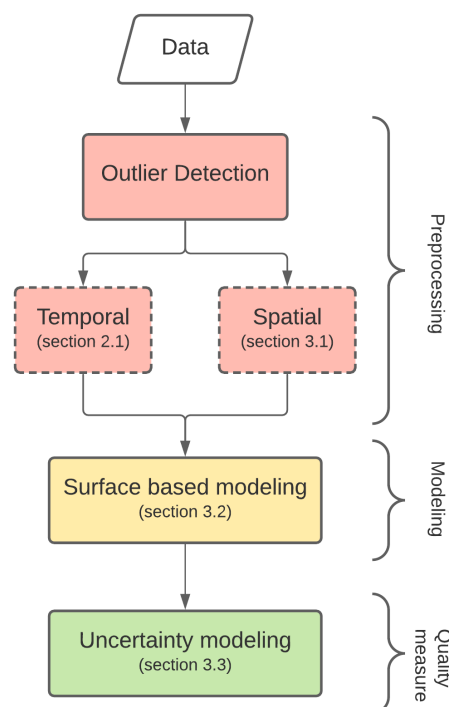 Data
Outlier Detection
Temporal
(section 2.1)
Spatial
(section 3.1)
Preprocessing
Surface based modeling
(section 3.2)
Modeling
Uncertainty modeling
(section 3.3)
Quality
measure